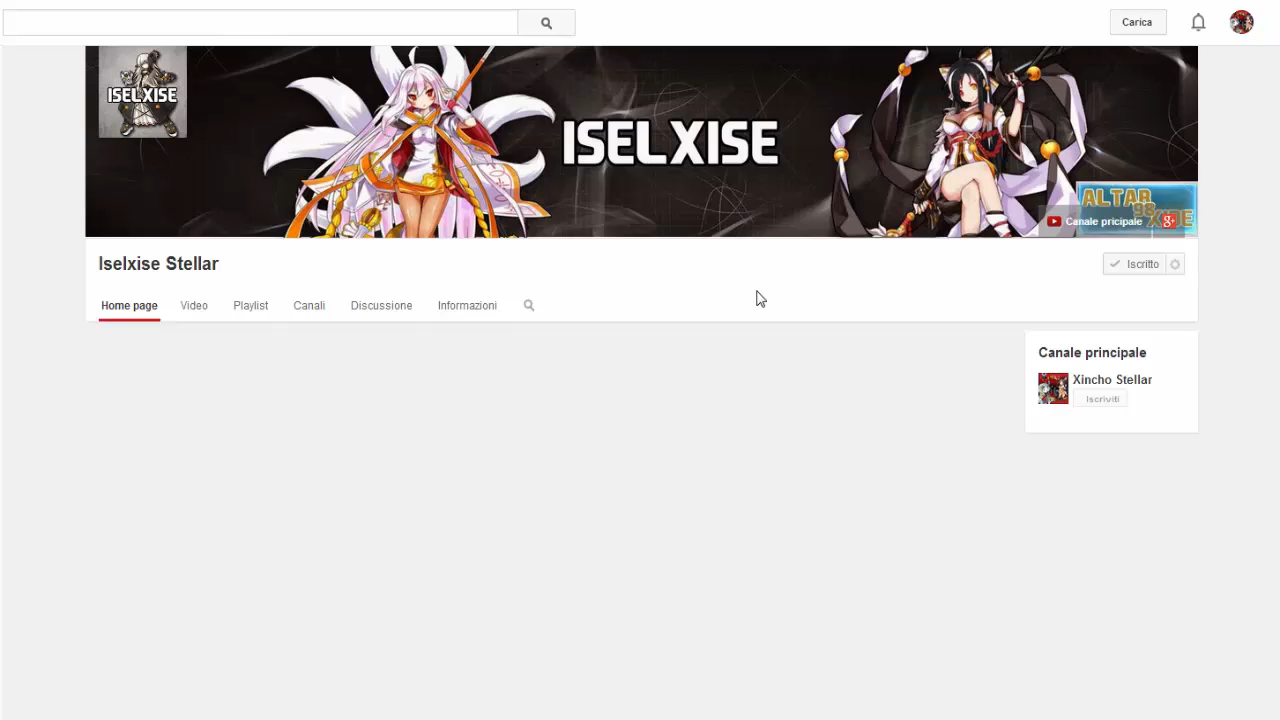 Carica
ISELXISE
ISELXISE
ALTAR
Canale pricipale
Iselxise Stellar
Iscritto
Home page
Video
Playlist
Canali
Discussione
Informazioni
Canale principale
Xincho Stellar
Iscriviti